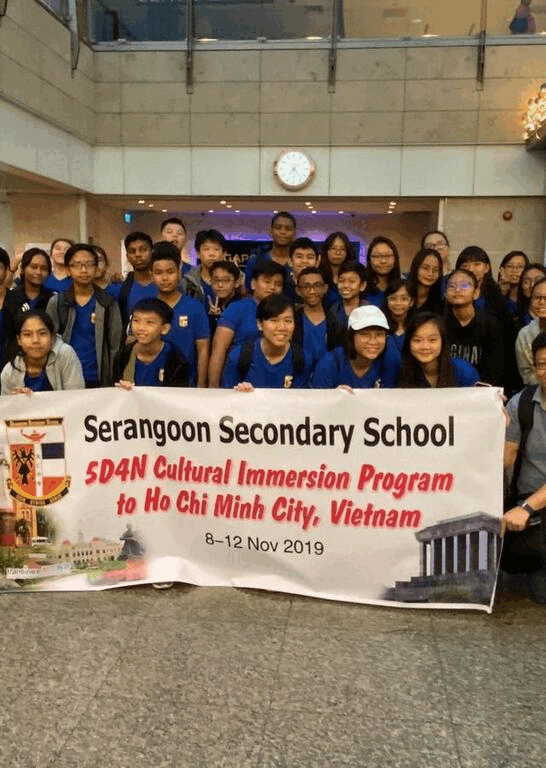 Serangoon Secondary School
5D4N Cultural Immersion Program
to Ho Chi Minh City, Vietnam
8–12 Nov 2019